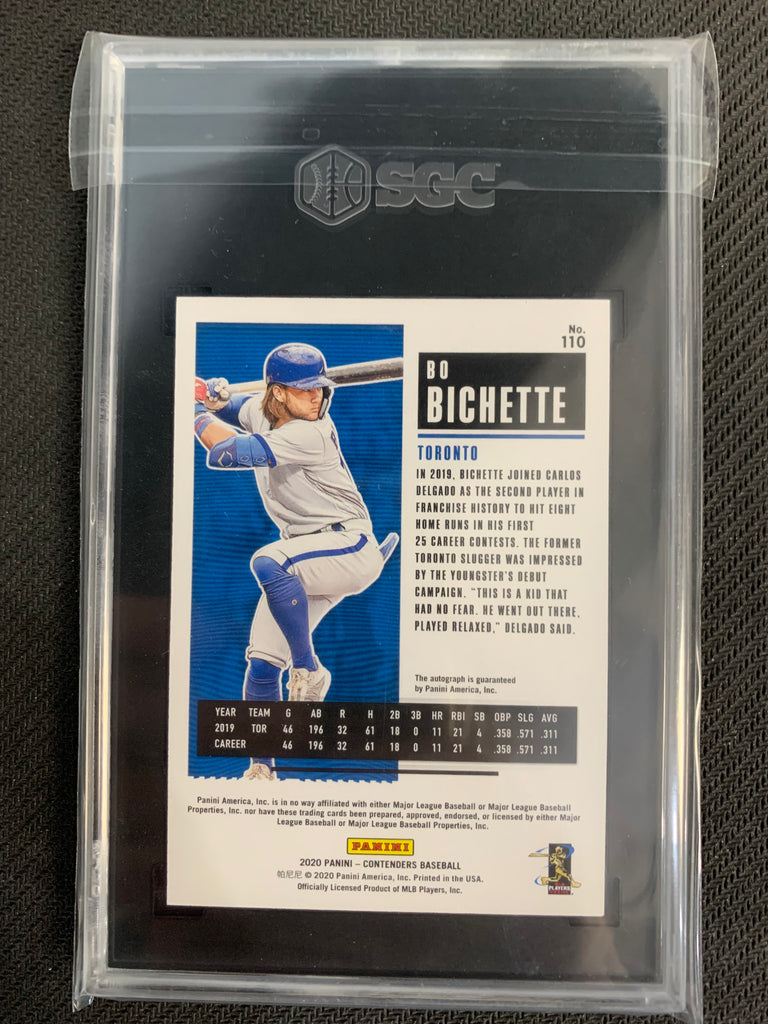 SGC
No.
110
BO
BICHETTE
TORONTO
IN 2019, BICHETTE JOINED CARLOS
DELGADO AS THE SECOND PLAYER IN
FRANCHISE HISTORY TO HIT EIGHT
HOME RUNS IN HIS FIRST
25 CAREER CONTESTS. THE FORMER
TORONTO SLUGGER WAS IMPRESSED
BY THE YOUNGSTER'S DEBUT
CAMPAIGN. "THIS IS A KID THAT
HAD NO FEAR. HE WENT OUT THERE,
PLAYED RELAXED," DELGADO SAID.
The autograph is guaranteed
by Panini America, Inc.
YEAR TEAM G AB R H 2B 3B HR RBI SB OBP SLG AVG
2019 TOR 46 196 32 61 18 0 11 21 4 .358 .571 .311
CAREER 46 196 32 61 18 0 11 21 4 .358 .571 .311
Panini America, Inc. is in no way affiliated with either Major League Baseball or Major League Baseball
Properties, Inc. nor have these trading cards been prepared, approved, endorsed, or licensed by either Major
League Baseball or Major League Baseball Properties, Inc.
PANINI
2020 PANINI – CONTENDERS BASEBALL
帕尼尼 © 2020 Panini America, Inc. Printed in the USA.
Officially Licensed Product of MLB Players, Inc.
PLAYERS